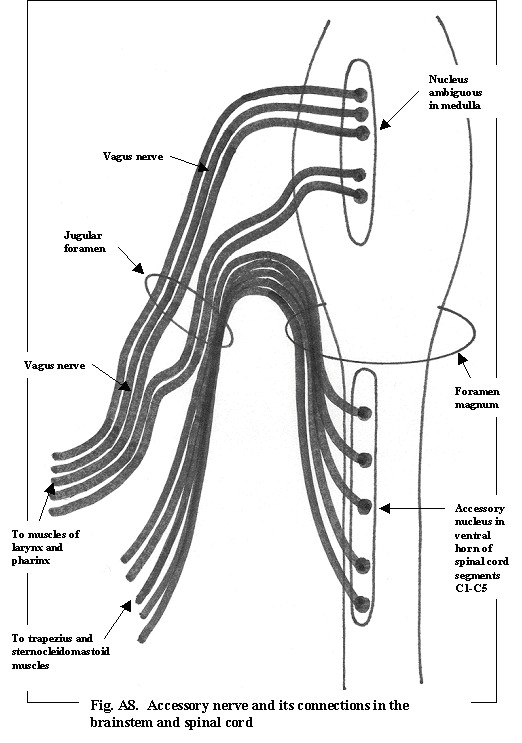 Nucleus
ambiguous
in medulla
Vagus nerve
Jugular
foramen
Vagus nerve
Foramen
magnum
Accessory
nucleus in
ventral
horn of
spinal cord
segments
C1-C5
To muscles of
larynx and
pharinx
To trapezius and
sternocleidomastoid
muscles
Fig. A8. Accessory nerve and its connections in the
brainstem and spinal cord